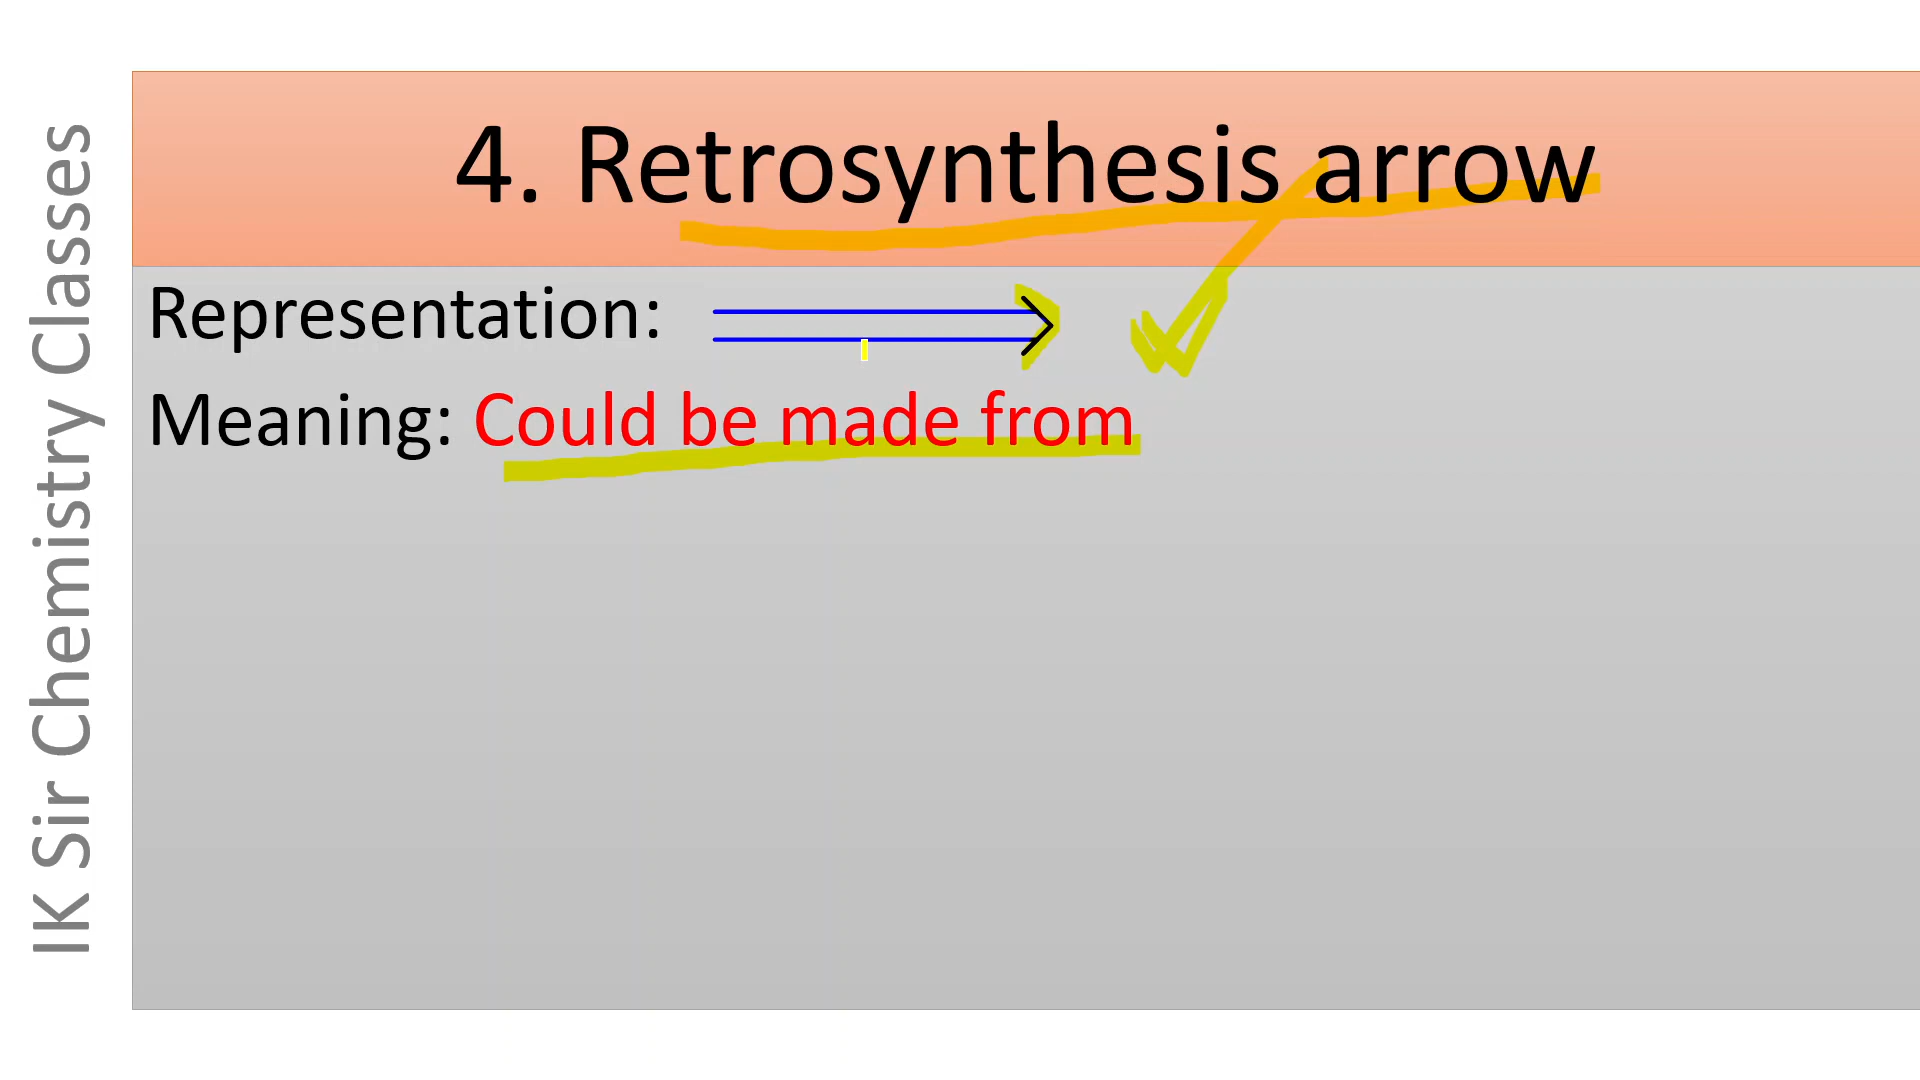 IK Sir Chemistry Classes
4. Retrosynthesis arrow
Representation:
Meaning: Could be made from